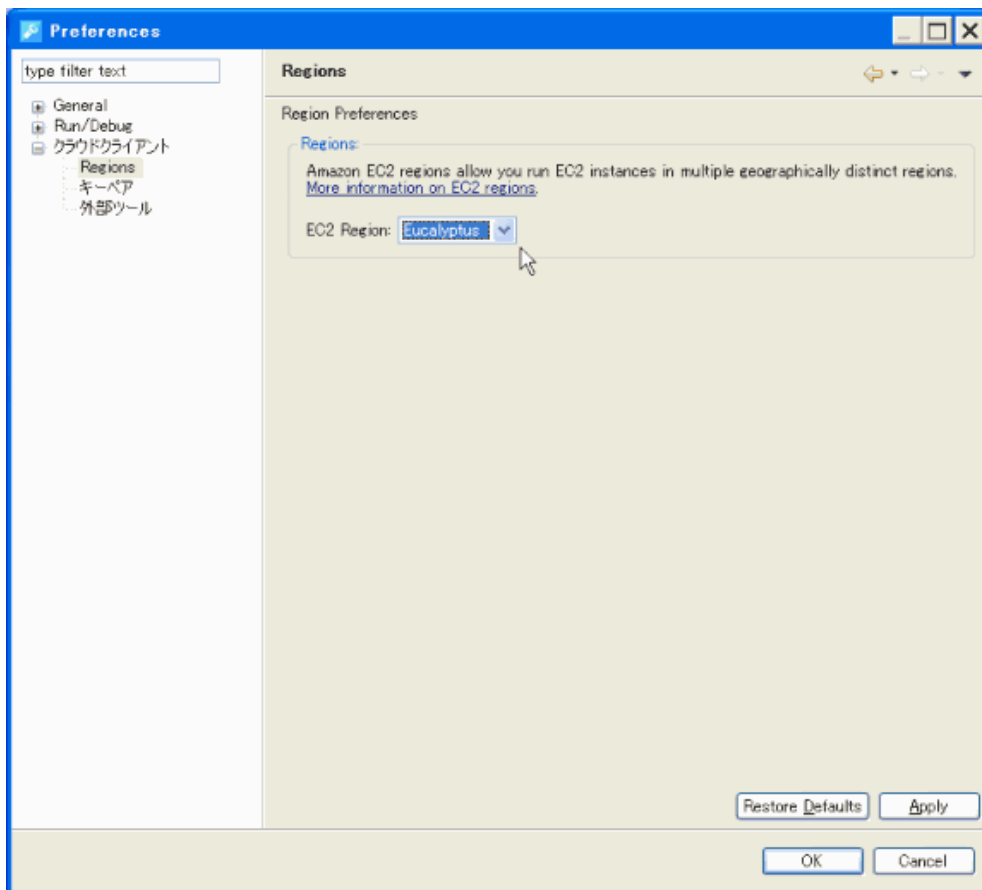 Preferences
type filter text
General
Run/Debug
クラウドクライアント
Regions
キーペア
外部ツール
Regions
Region Preferences
Regions:
Amazon EC2 regions allow you run EC2 instances in multiple geographically distinct regions.
More information on EC2 regions.
EC2 Region: Eucalyptus
Restore Defaults Apply
OK Cancel